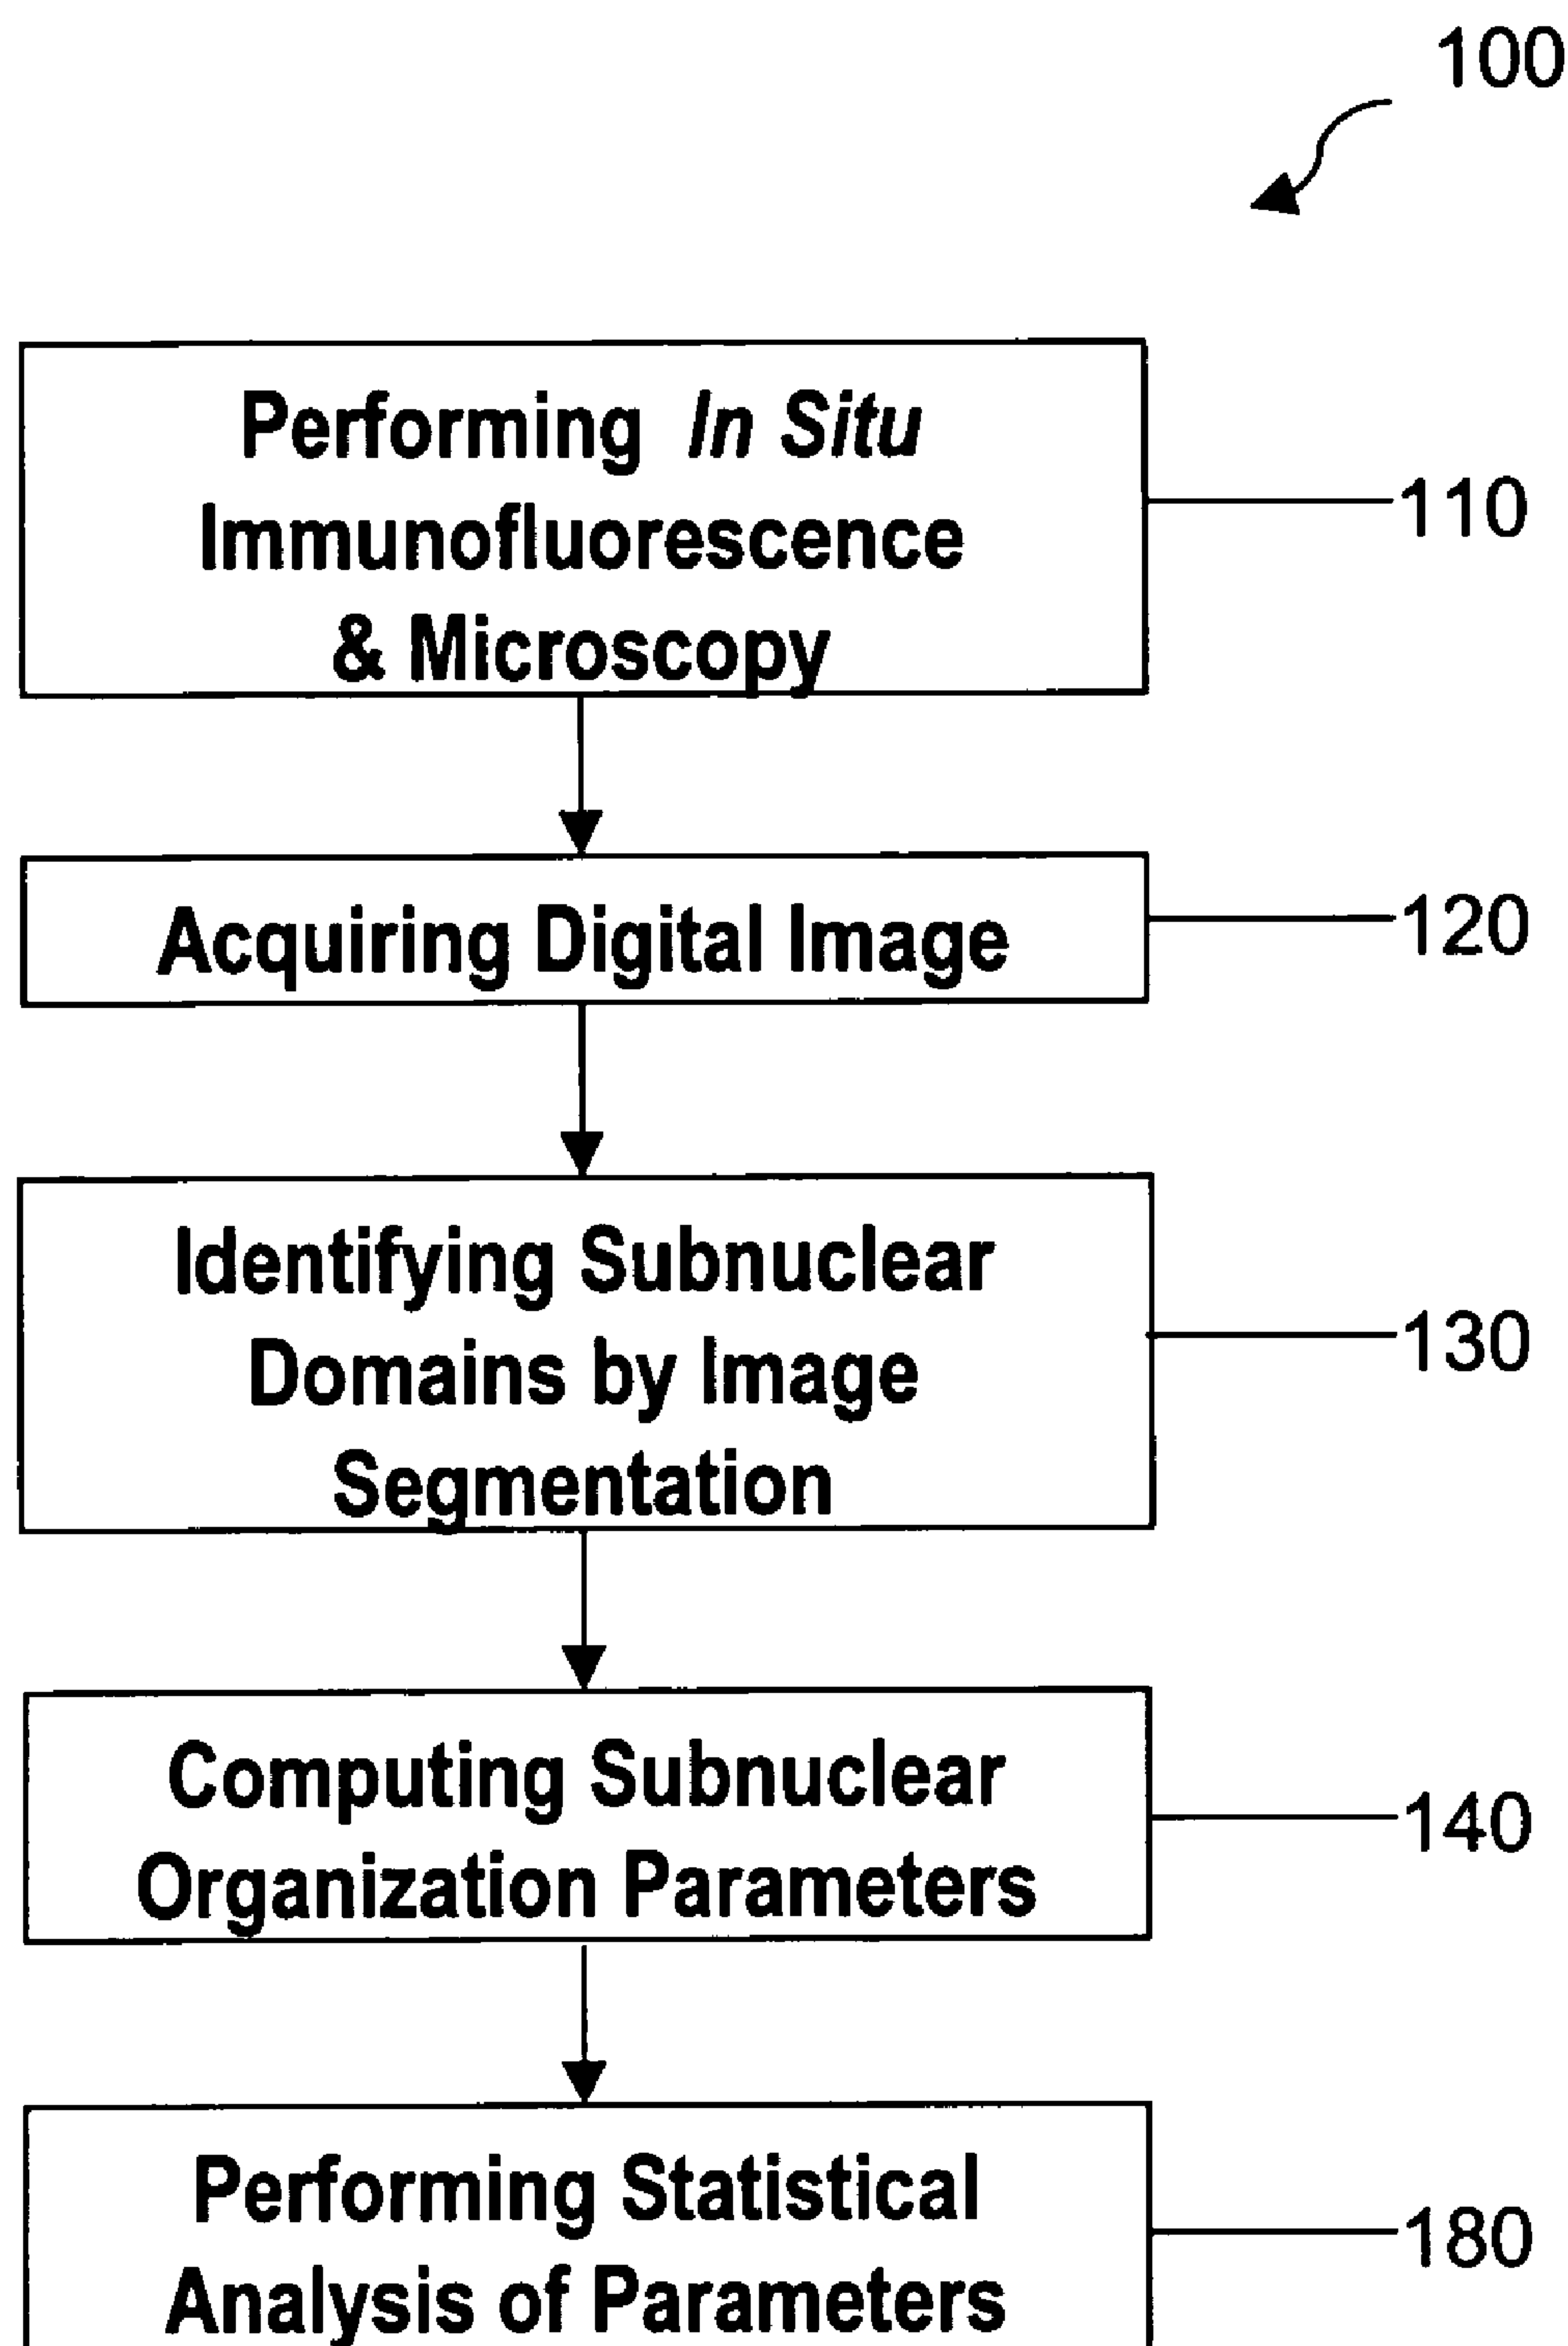 100
Performing In Situ
Immunofluorescence
& Microscopy
110
Acquiring Digital Image
120
Identifying Subnuclear
Domains by Image
Segmentation
130
Computing Subnuclear
Organization Parameters
140
Performing Statistical
Analysis of Parameters
180